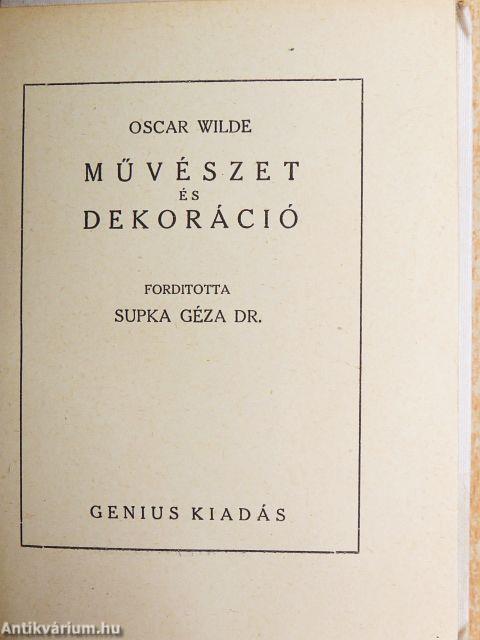 OSCAR WILDE
MŰVÉSZET
ÉS
DEKORÁCIÓ
FORDITOTTA
SUPKA GÉZA DR.
GENIUS KIADÁS
Antikvárium.hu